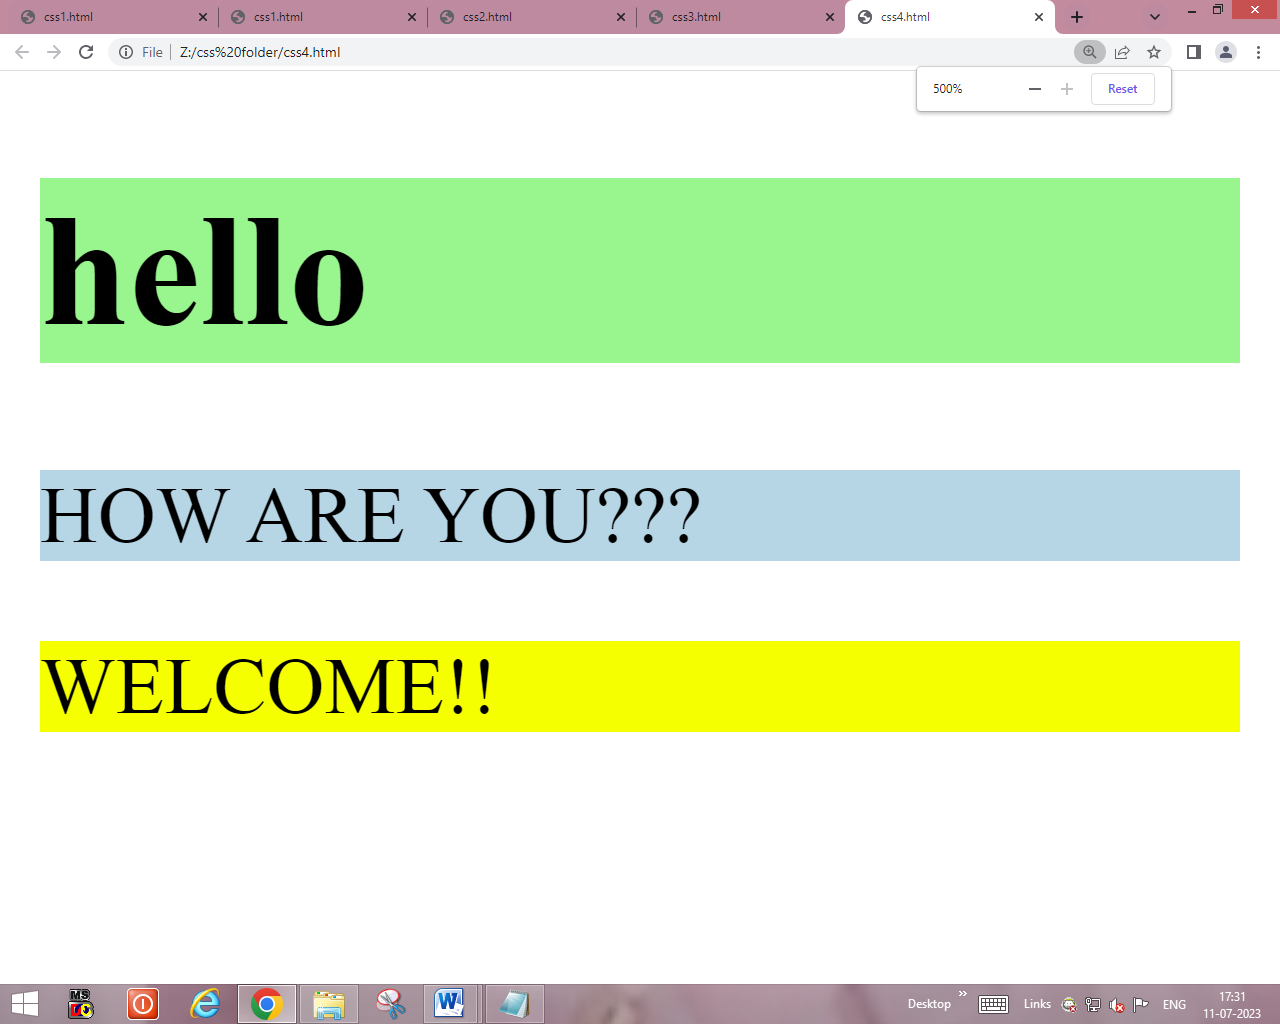 css1.html
css1.html
css2.html
css3.html
css4.html
File
Z:/css%20folder/css4.html
500%
Reset
hello
HOW ARE YOU???
WELCOME!!
MS
Desktop
Links
ENG
17:31
11-07-2023